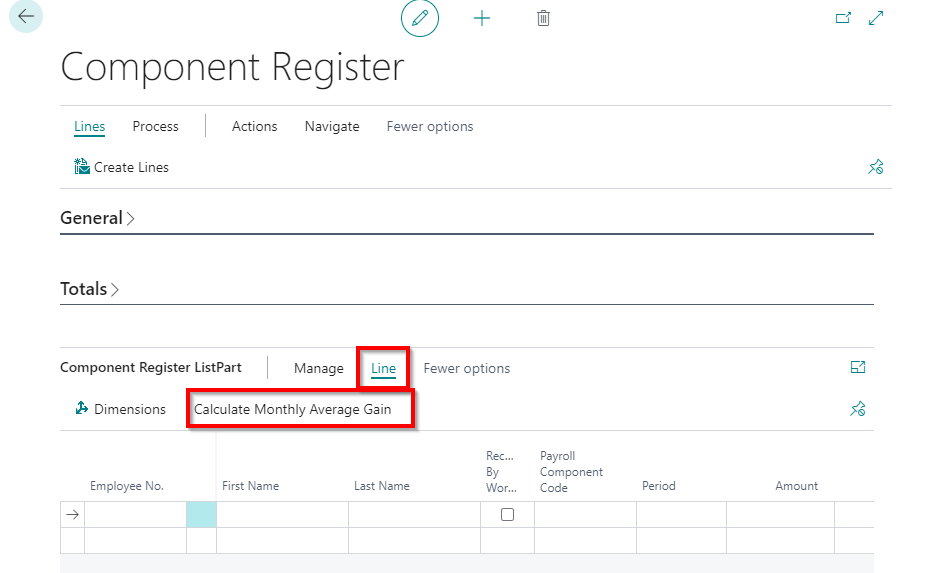 Component Register
Lines Process Actions Navigate Fewer options
Create Lines
General
Totals
Component Register ListPart Manage Line Fewer options
Dimensions Calculate Monthly Average Gain
Employee No. First Name Last Name Rec... By Wor... Payroll Component Code Period Amount